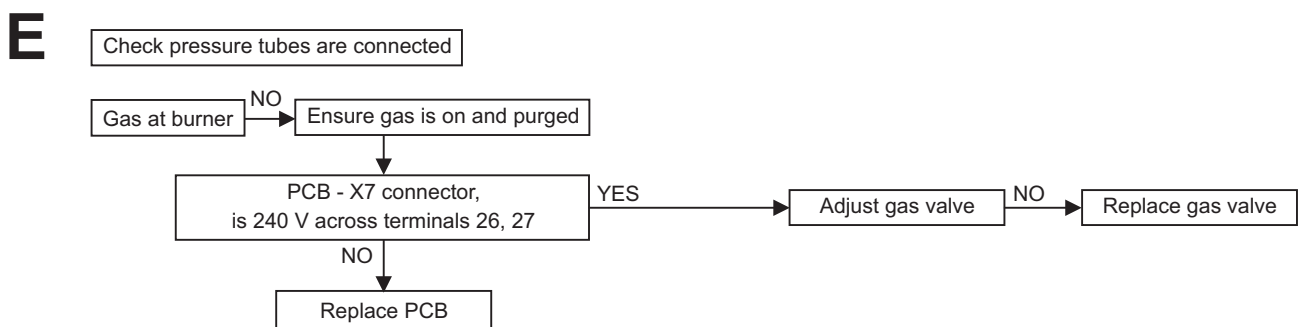 E
Check pressure tubes are connected
Gas at burner
NO
Ensure gas is on and purged
PCB - X7 connector,
is 240 V across terminals 26, 27
YES
Adjust gas valve
NO
Replace gas valve
NO
Replace PCB